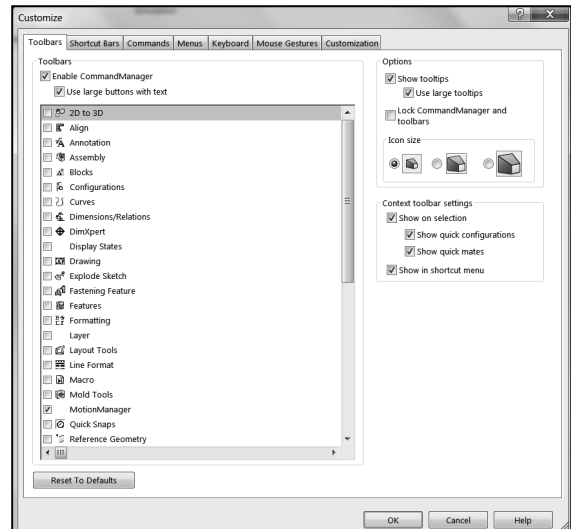 Customize
Toolbars Shortcut Bars Commands Menus Keyboard Mouse Gestures Customization
Toolbars
Enable CommandManager
Use large buttons with text
2D to 3D
Align
Annotation
Assembly
Blocks
Configurations
Curves
Dimensions/Relations
DimXpert
Display States
Drawing
Explode Sketch
Fastening Feature
Features
Formatting
Layer
Layout Tools
Line Format
Macro
Mold Tools
MotionManager
Quick Snaps
Reference Geometry
Reset To Defaults
Options
Show tooltips
Use large tooltips
Lock CommandManager and
toolbars
Icon size
Context toolbar settings
Show on selection
Show quick configurations
Show quick mates
Show in shortcut menu
OK Cancel Help